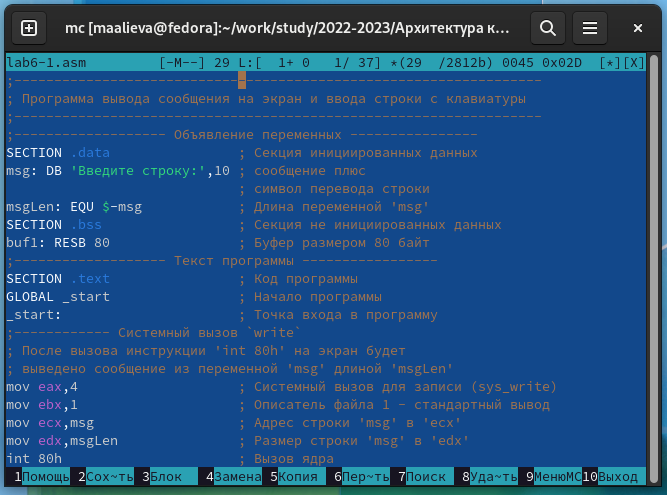 mc [maalieva@fedora]:~/work/study/2022-2023/Архитектура к...
lab6-1.asm [-M--] 29 L:[ 1+ 0 1/ 37] *(29 /2812b) 0045 0x02D [*][X]
;---------------------------------------------------------------------
; Программа вывода сообщения на экран и ввода строки с клавиатуры
;---------------------------------------------------------------------
;------------------- Объявление переменных ----------------
SECTION .data ; Секция инициированных данных
msg: DB 'Введите строку:',10 ; сообщение плюс
; символ перевода строки
msgLen: EQU $-msg ; Длина переменной 'msg'
SECTION .bss ; Секция не инициированных данных
buf1: RESB 80 ; Буфер размером 80 байт
;------------------- Текст программы -----------------
SECTION .text ; Код программы
GLOBAL _start ; Начало программы
_start: ; Точка входа в программу
;------------ Системный вызов `write`
; После вызова инструкции 'int 80h' на экран будет
; выведено сообщение из переменной 'msg' длиной 'msgLen'
mov eax,4 ; Системный вызов для записи (sys_write)
mov ebx,1 ; Описатель файла 1 - стандартный вывод
mov ecx,msg ; Адрес строки 'msg' в 'ecx'
mov edx,msgLen ; Размер строки 'msg' в 'edx'
int 80h ; Вызов ядра
1Помощь 2Сох~ть 3Блок 4Замена 5Копия 6Пер~ть 7Поиск 8Уда~ть 9МенюMC 10Выход